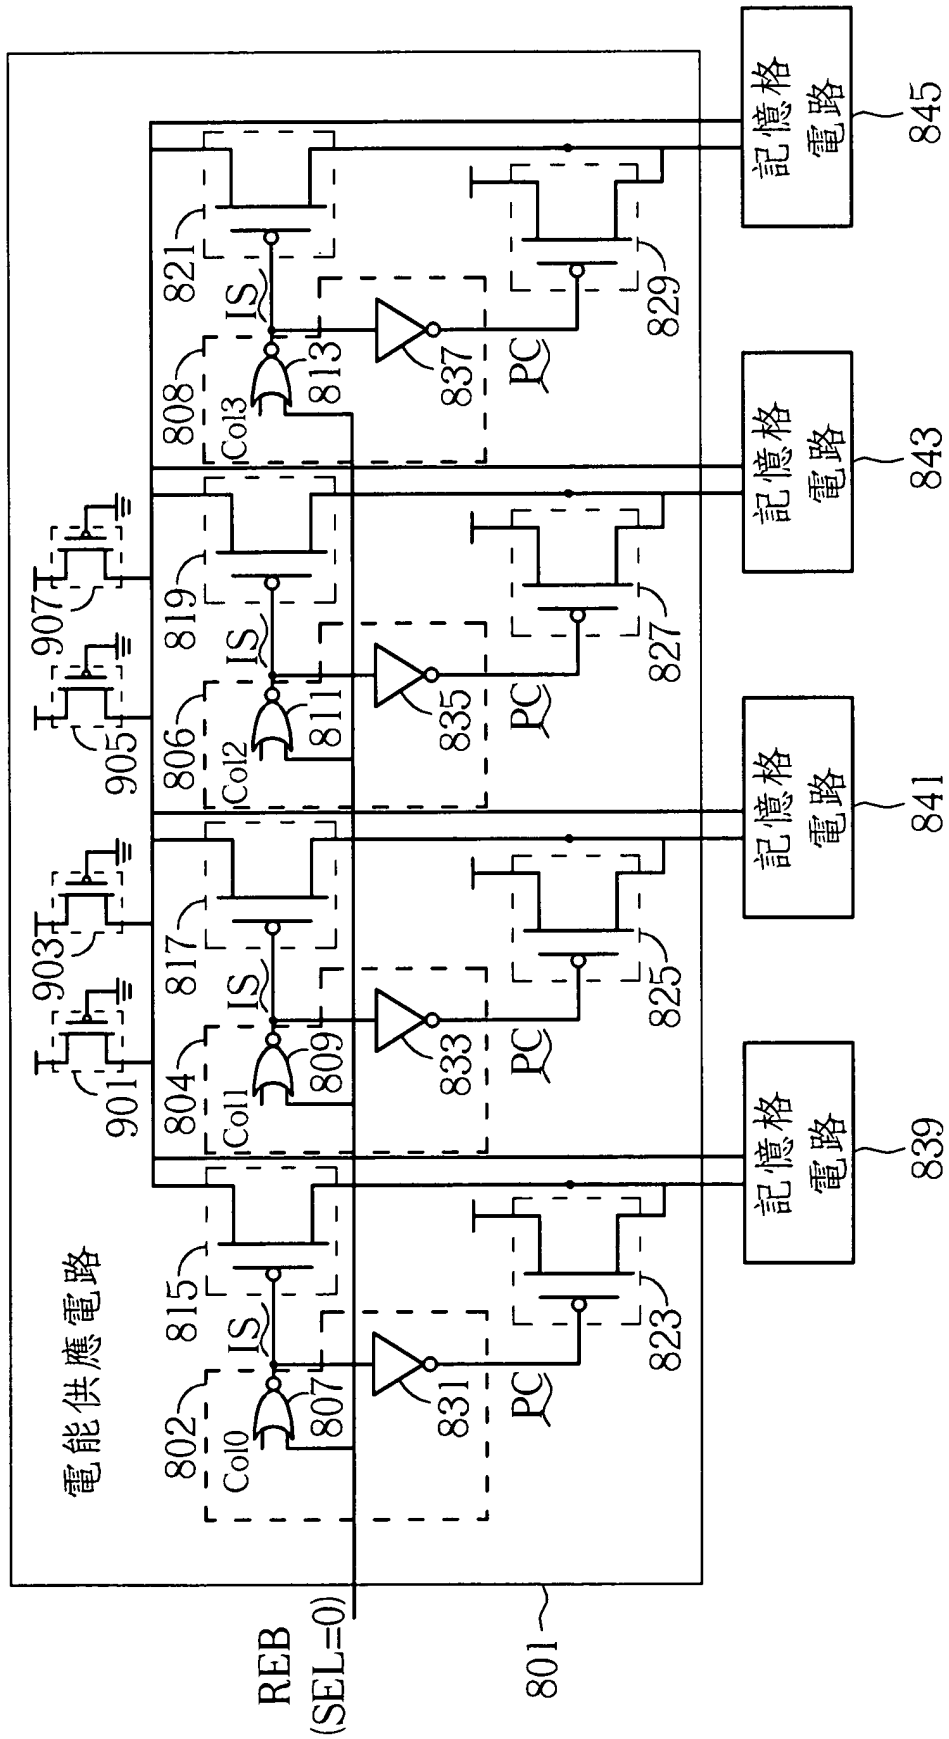 電能供應電路
901
903
905
907
802
Col0
807
IS
815
804
Col1
809
IS
817
806
Col2
811
IS
819
808
Col3
813
IS
821
REB
(SEL=0)
831
PC
823
833
PC
825
835
PC
827
837
PC
829
801
記憶格
電路
839
記憶格
電路
841
記憶格
電路
843
記憶格
電路
845